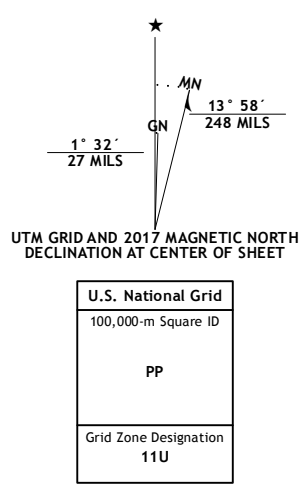 ★
MN
GN
13° 58´
248 MILS
1° 32´
27 MILS
UTM GRID AND 2017 MAGNETIC NORTH
DECLINATION AT CENTER OF SHEET
U.S. National Grid
100,000-m Square ID
PP
Grid Zone Designation
11U